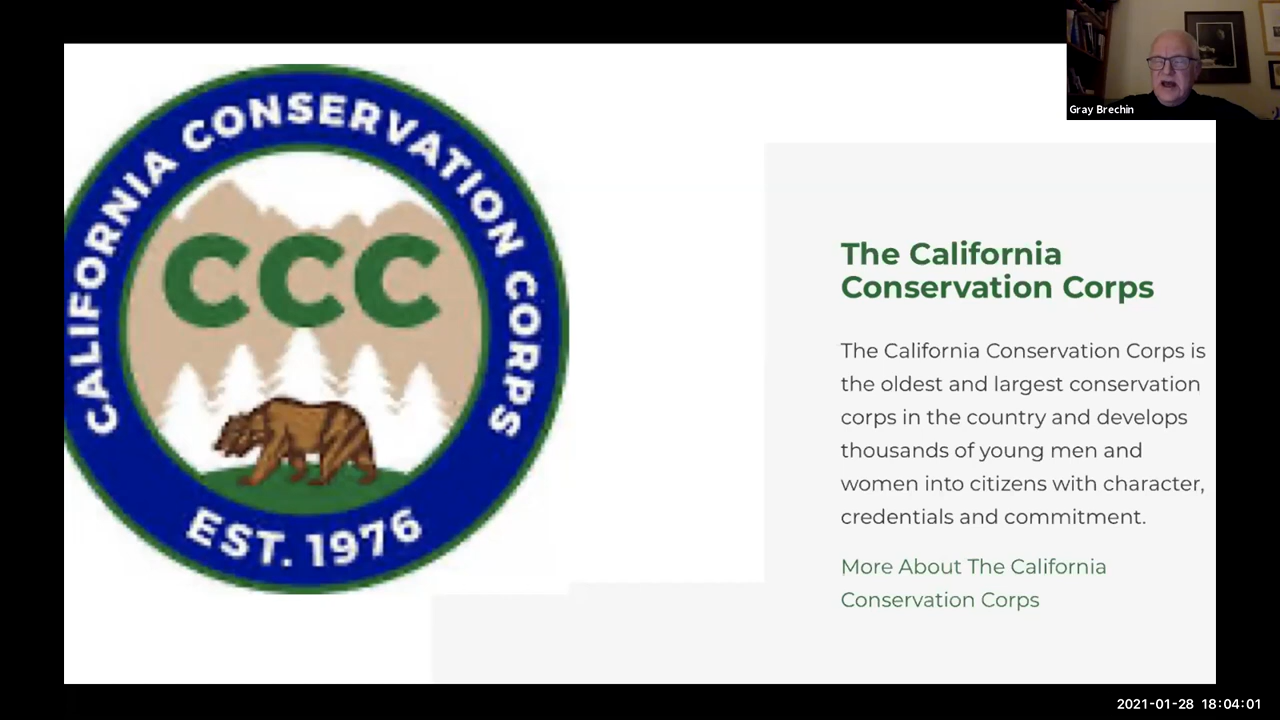 CALIFORNIA CONSERVATION CORPS
CCC
EST. 1976
Gray Brechin
The California
Conservation Corps
The California Conservation Corps is
the oldest and largest conservation
corps in the country and develops
thousands of young men and
women into citizens with character,
credentials and commitment.
More About The California
Conservation Corps
2021-01-28 18:04:01